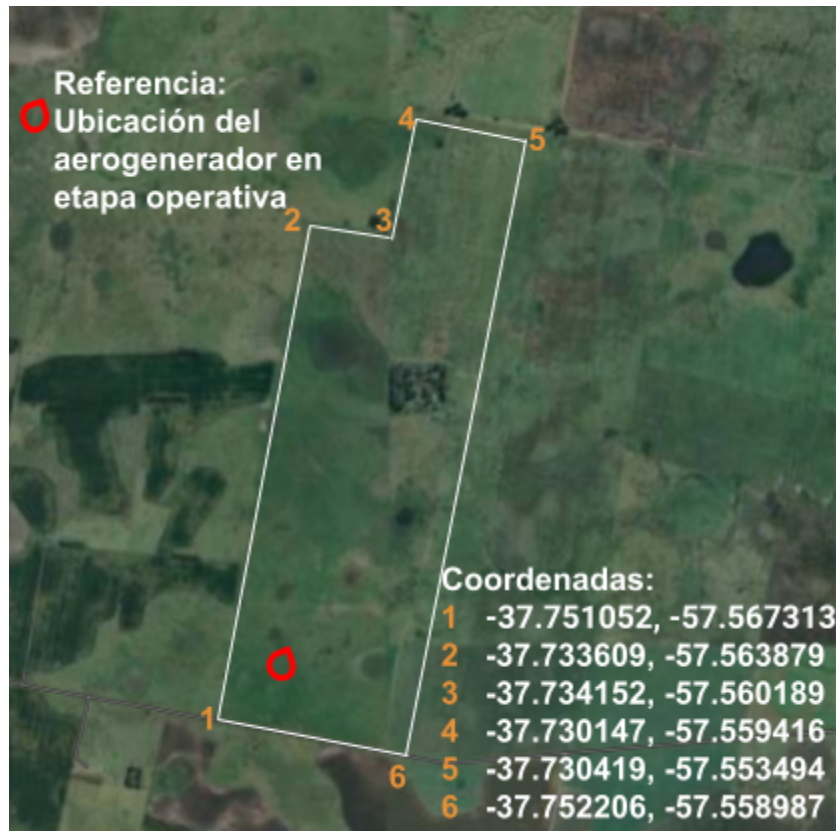 Referencia:
Ubicación del
aerogenerador en
etapa operativa
4
5
2
3
1
6
Coordenadas:
1 -37.751052, -57.567313
2 -37.733609, -57.563879
3 -37.734152, -57.560189
4 -37.730147, -57.559416
5 -37.730419, -57.553494
6 -37.752206, -57.558987